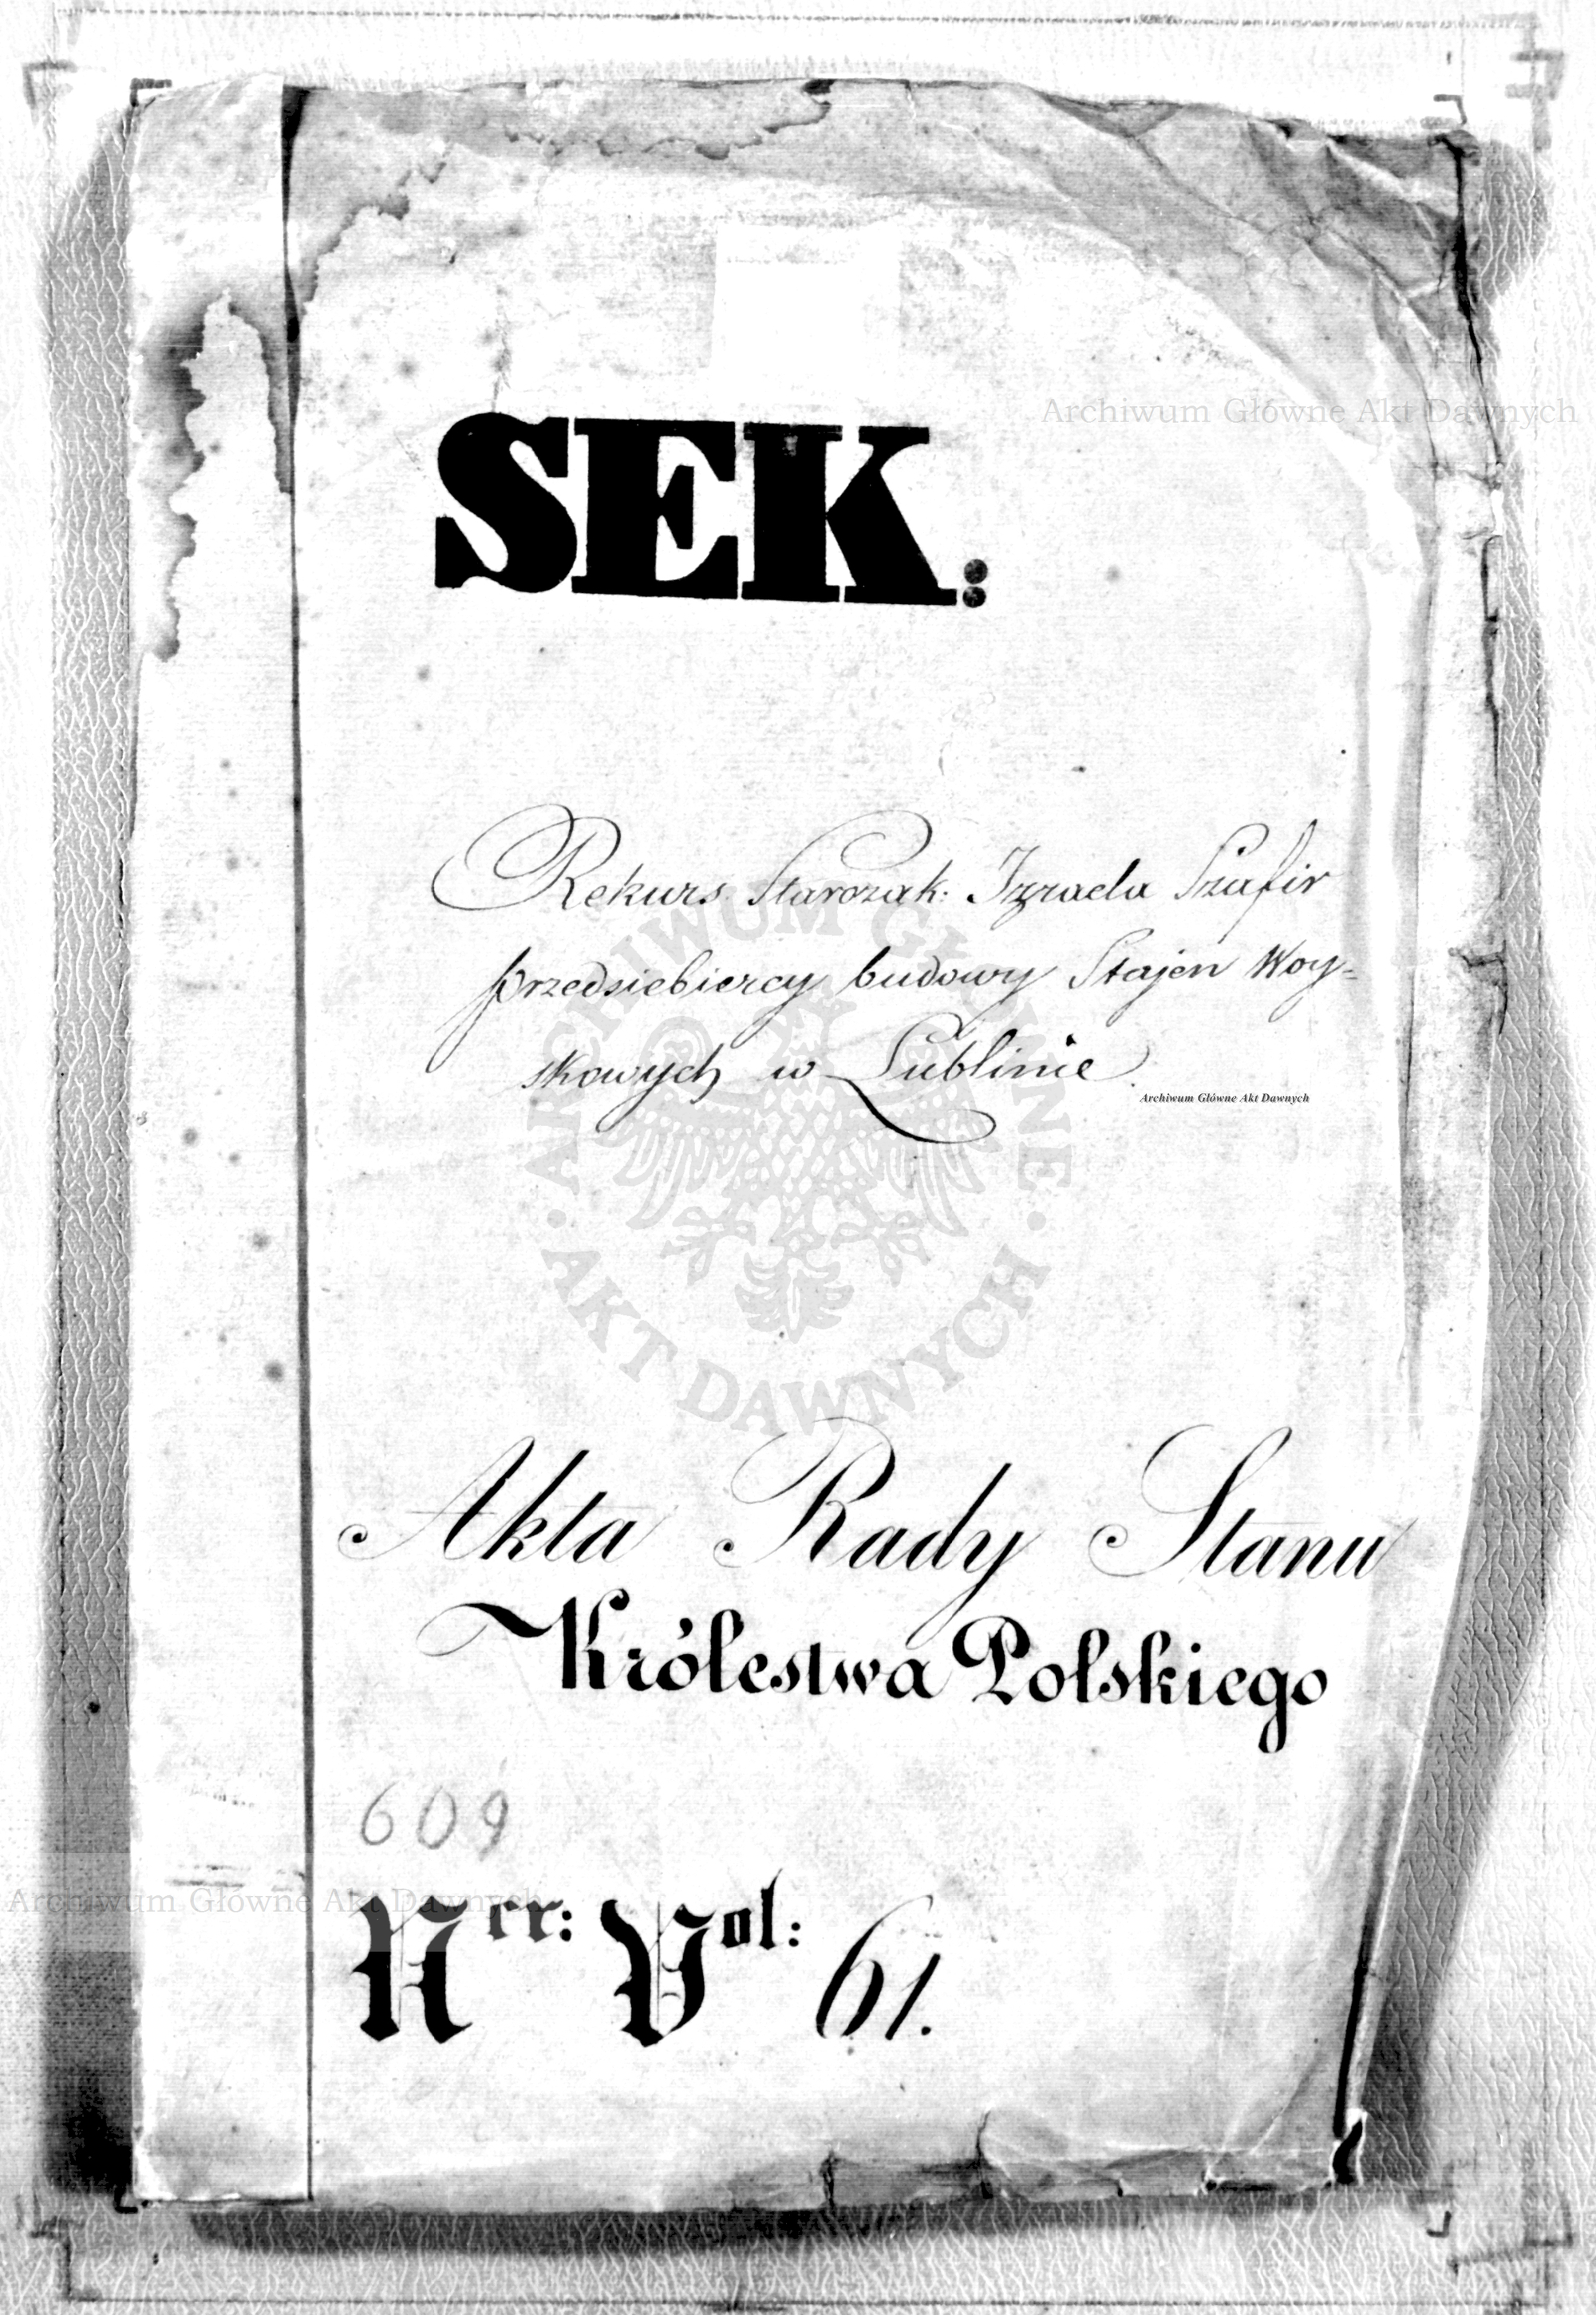 SEK:
Archiwum Główne Akt Dawnych
Rekurs Starozak: Izraela Szafir
przedsiebiercy budowy Stajen Woy=
skowych w Lublinie.
Archiwum Główne Akt Dawnych
ARCHIWUM GŁÓWNE
AKT DAWNYCH
Akta Rady Stanu
Królestwa Polskiego
609
Archiwum Główne Akt Dawnych
Ner: Vol: 61.